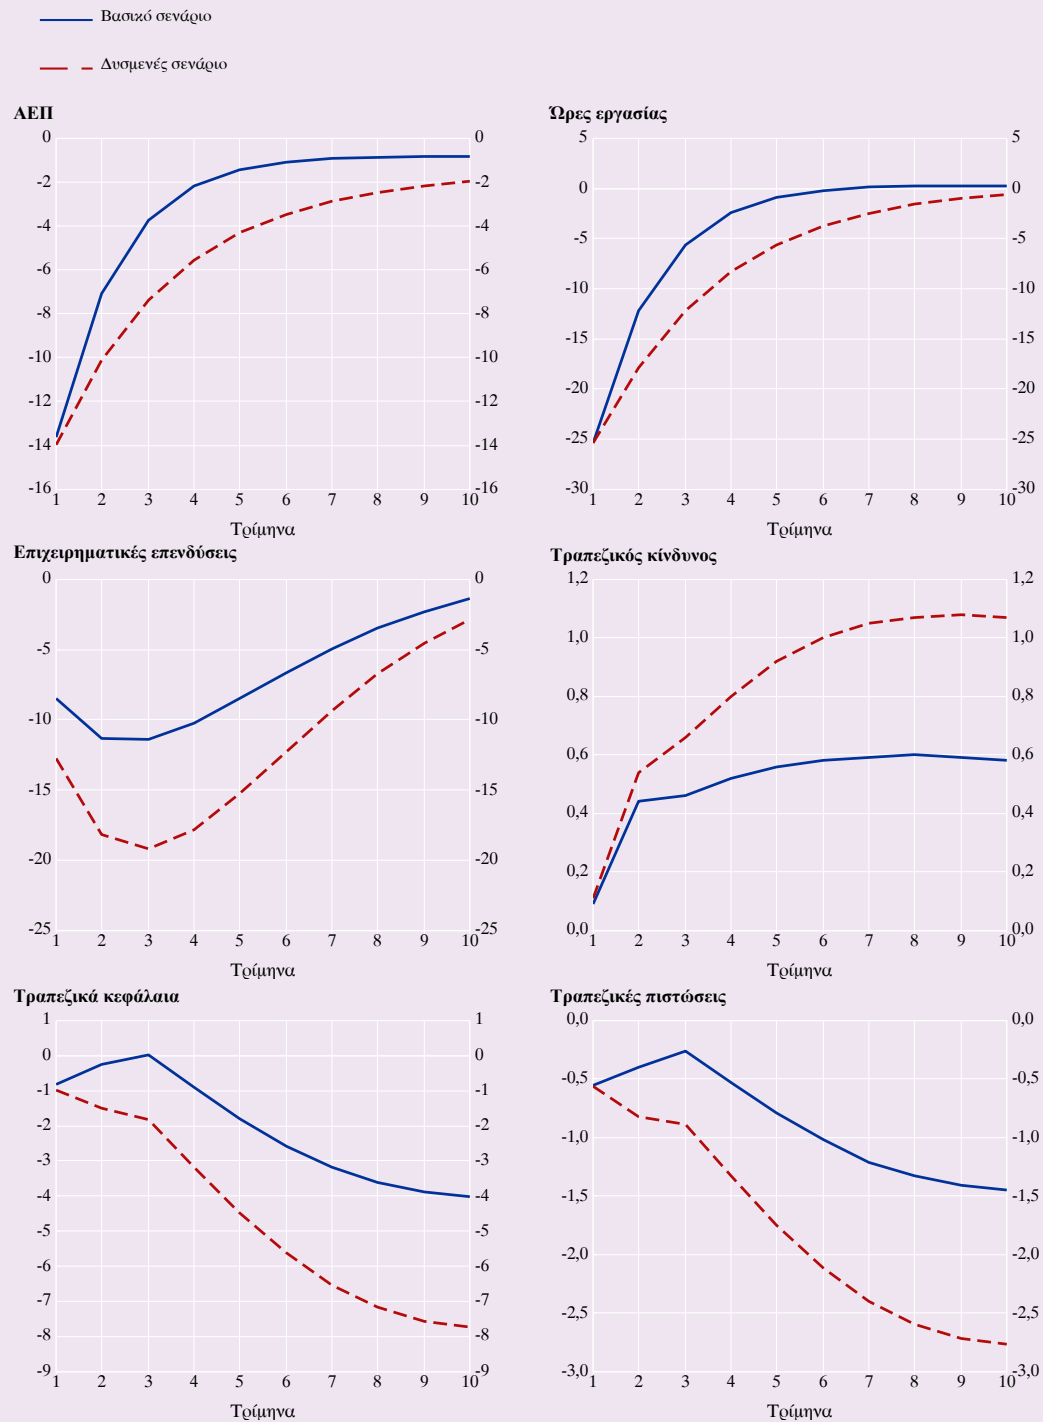 Βασικό σενάριο
Δυσμενές σενάριο
ΑΕΠ
0 0
-2 -2
-4 -4
-6 -6
-8 -8
-10 -10
-12 -12
-14 -14
-16 -16
1 2 3 4 5 6 7 8 9 10
Τρίμηνα
Ώρες εργασίας
5 5
0 0
-5 -5
-10 -10
-15 -15
-20 -20
-25 -25
-30 -30
1 2 3 4 5 6 7 8 9 10
Τρίμηνα
Επιχειρηματικές επενδύσεις
0 0
-5 -5
-10 -10
-15 -15
-20 -20
-25 -25
1 2 3 4 5 6 7 8 9 10
Τρίμηνα
Τραπεζικός κίνδυνος
1,2 1,2
1,0 1,0
0,8 0,8
0,6 0,6
0,4 0,4
0,2 0,2
0,0 0,0
1 2 3 4 5 6 7 8 9 10
Τρίμηνα
Τραπεζικά κεφάλαια
1 1
0 0
-1 -1
-2 -2
-3 -3
-4 -4
-5 -5
-6 -6
-7 -7
-8 -8
-9 -9
1 2 3 4 5 6 7 8 9 10
Τρίμηνα
Τραπεζικές πιστώσεις
0,0 0,0
-0,5 -0,5
-1,0 -1,0
-1,5 -1,5
-2,0 -2,0
-2,5 -2,5
-3,0 -3,0
1 2 3 4 5 6 7 8 9 10
Τρίμηνα